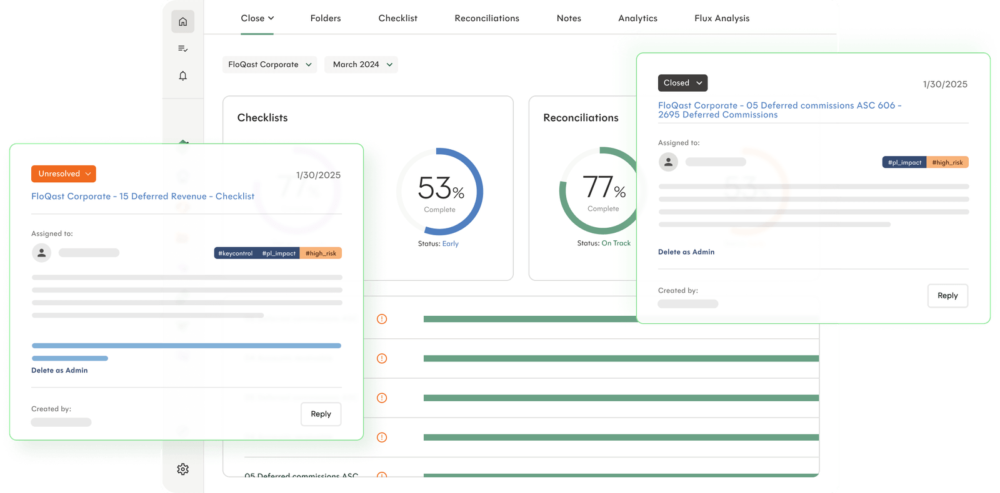 Close
Folders
Checklist
Reconciliations
Notes
Analytics
Flux Analysis
FloQast Corporate
March 2024
Checklists
53%
Complete
Status: Early
Reconciliations
77%
Complete
Status: On Track
Closed
1/30/2025
FloQast Corporate - 05 Deferred commissions ASC 606 -
2695 Deferred Commissions
Assigned to:
#pl_impact
#high_risk
Delete as Admin
Created by:
Reply
Unresolved
1/30/2025
FloQast Corporate - 15 Deferred Revenue - Checklist
Assigned to:
#keycontrol
#pl_impact
#high_risk
Delete as Admin
Created by:
Reply
05 Deferred commissions ASC